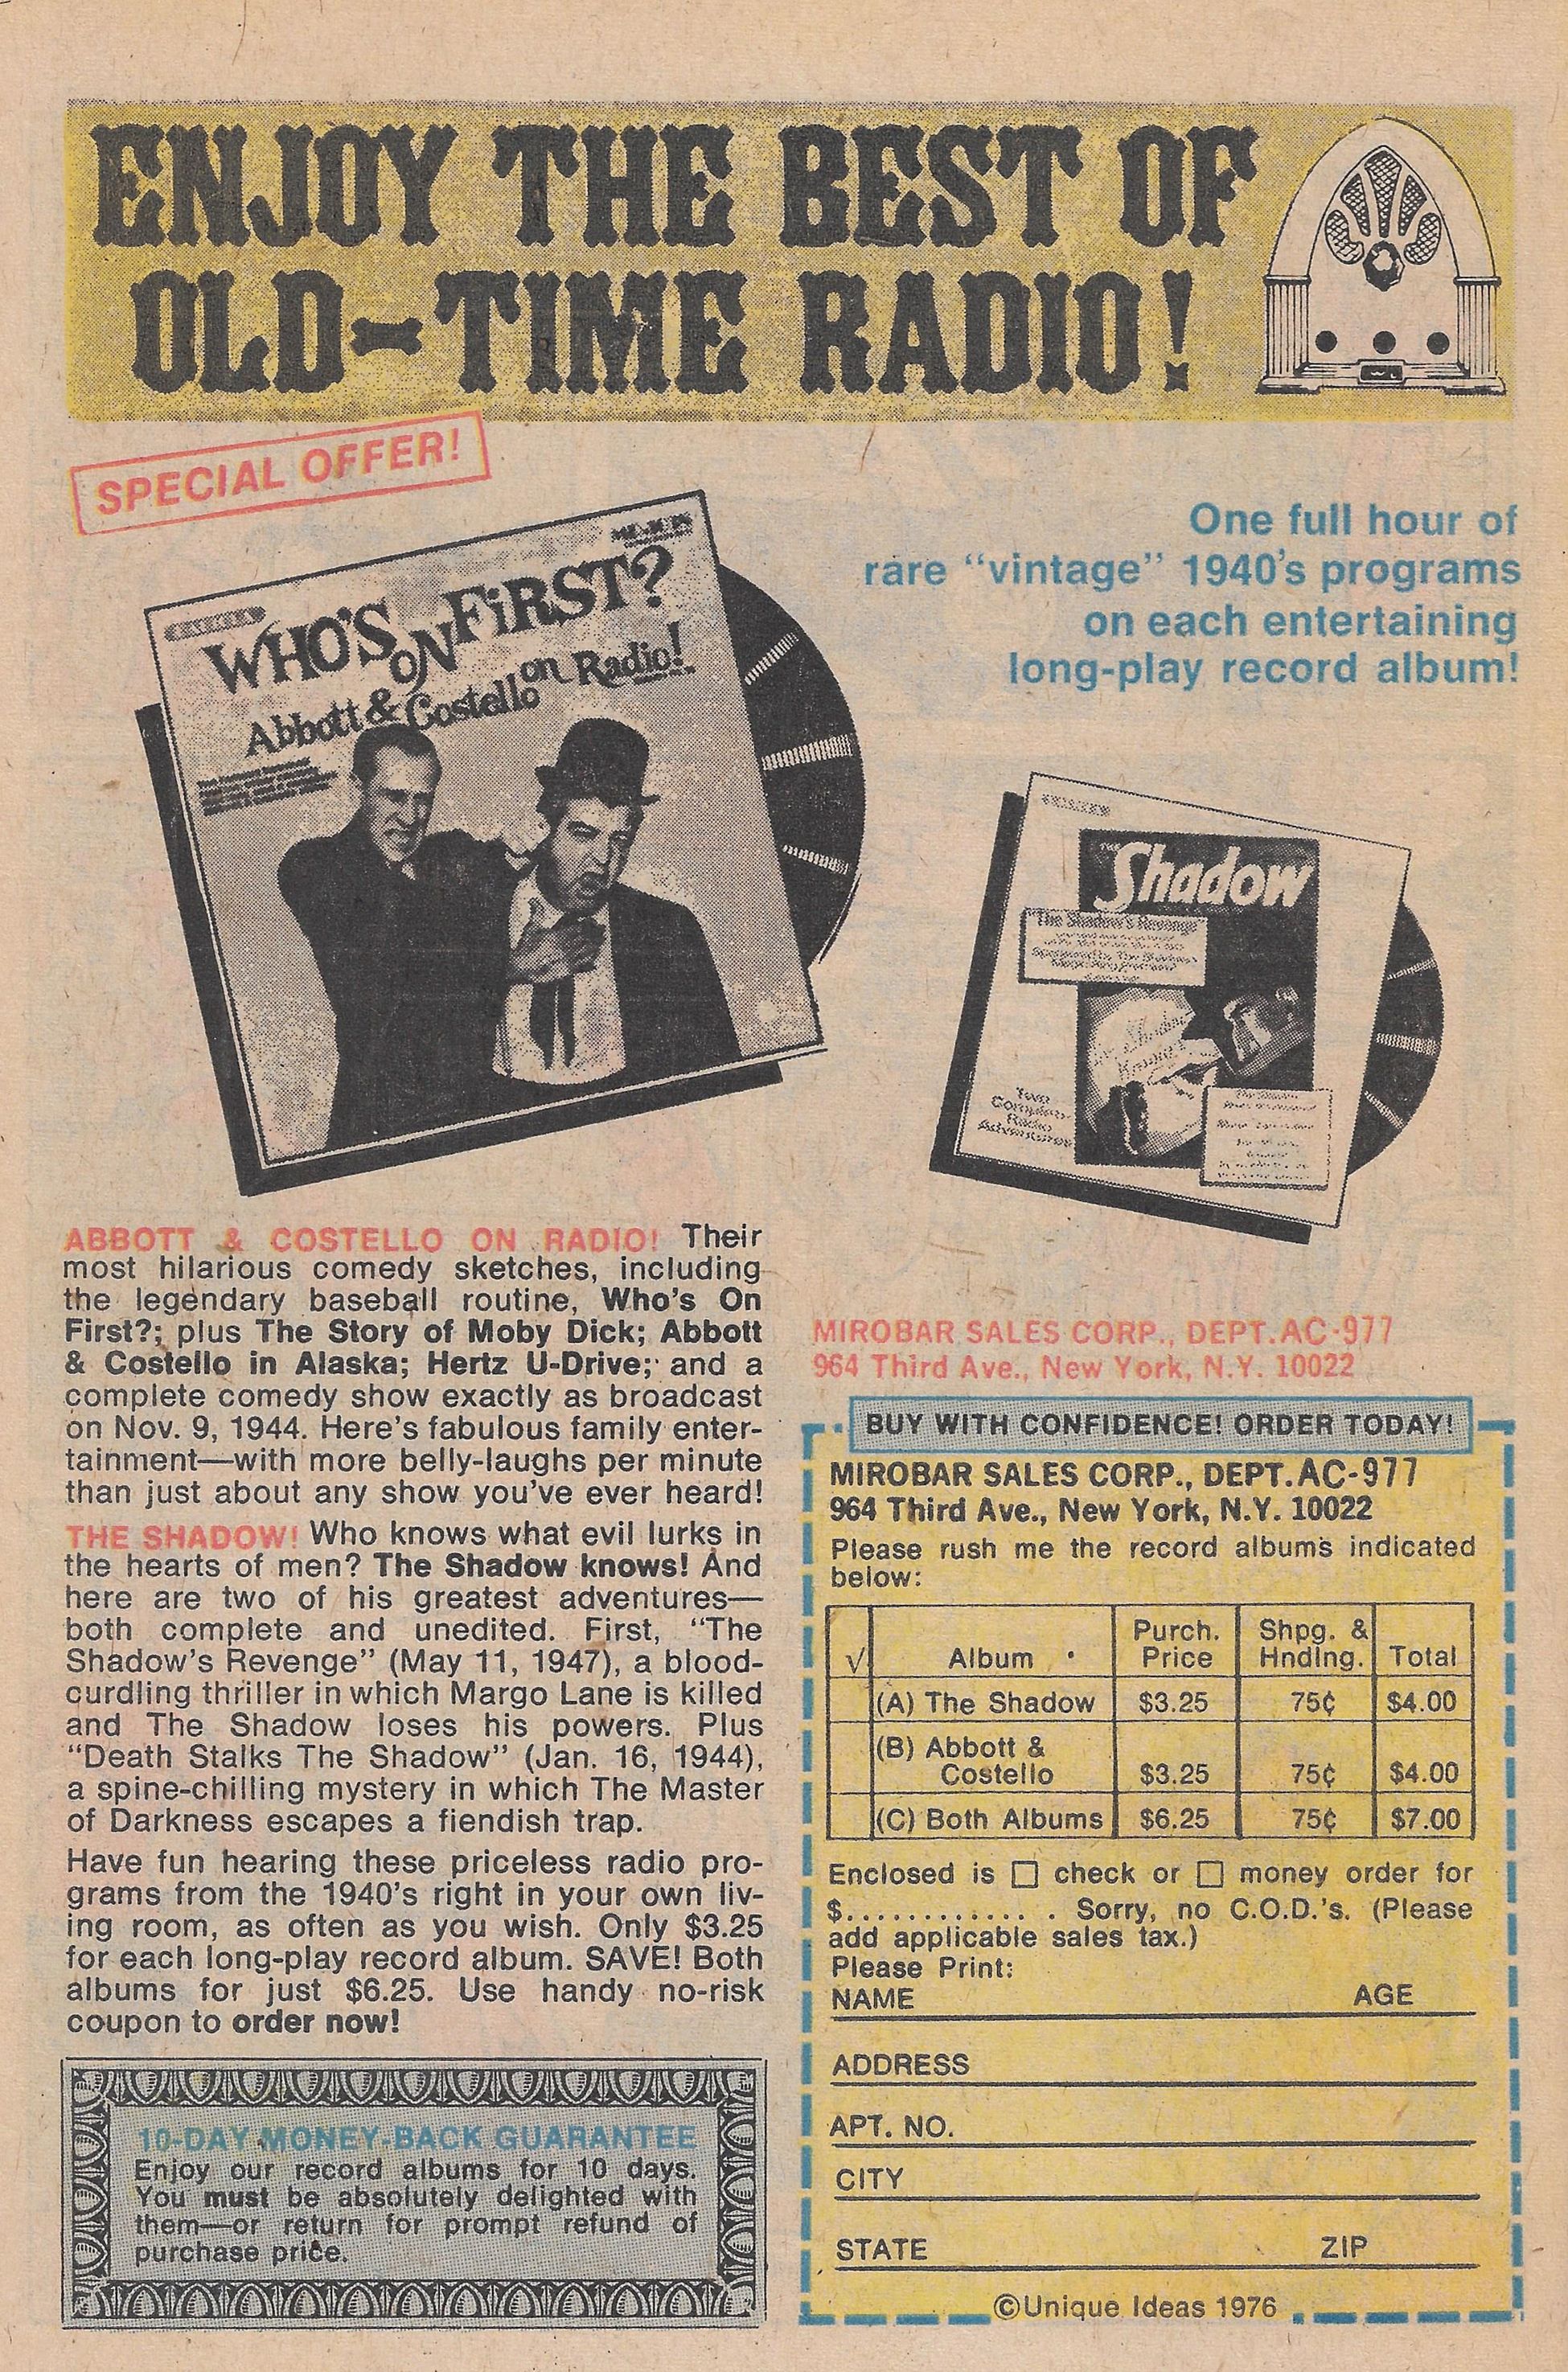 ENJOY THE BEST OF
OLD-TIME RADIO!
SPECIAL OFFER!
One full hour of
rare “vintage” 1940's programs
on each entertaining
long-play record album!
WHO'S ON FiRST?
Abbott & Costello on Radio!
The Shadow
The Shadow's Revenge
Two
Complete
Radio
Adventures
ABBOTT & COSTELLO ON RADIO! Their
most hilarious comedy sketches, including
the legendary baseball routine, Who's On
First?; plus The Story of Moby Dick; Abbott
& Costello in Alaska; Hertz U-Drive; and a
complete comedy show exactly as broadcast
on Nov. 9, 1944. Here's fabulous family enter-
tainment—with more belly-laughs per minute
than just about any show you've ever heard!
THE SHADOW! Who knows what evil lurks in
the hearts of men? The Shadow knows! And
here are two of his greatest adventures—
both complete and unedited. First, “The
Shadow's Revenge” (May 11, 1947), a blood-
curdling thriller in which Margo Lane is killed
and The Shadow loses his powers. Plus
“Death Stalks The Shadow” (Jan. 16, 1944),
a spine-chilling mystery in which The Master
of Darkness escapes a fiendish trap.
Have fun hearing these priceless radio pro-
grams from the 1940's right in your own liv-
ing room, as often as you wish. Only $3.25
for each long-play record album. SAVE! Both
albums for just $6.25. Use handy no-risk
coupon to order now!
10-DAY MONEY-BACK GUARANTEE
Enjoy our record albums for 10 days.
You must be absolutely delighted with
them—or return for prompt refund of
purchase price.
MIROBAR SALES CORP., DEPT. AC-977
964 Third Ave., New York, N.Y. 10022
BUY WITH CONFIDENCE! ORDER TODAY!
MIROBAR SALES CORP., DEPT. AC-977
964 Third Ave., New York, N.Y. 10022
Please rush me the record albums indicated
below:
√ Album Purch. Price Shpg. & Hndlng. Total
(A) The Shadow $3.25 75¢ $4.00
(B) Abbott &
Costello $3.25 75¢ $4.00
(C) Both Albums $6.25 75¢ $7.00
Enclosed is □ check or □ money order for
$............ . Sorry, no C.O.D.'s. (Please
add applicable sales tax.)
Please Print:
NAME AGE
ADDRESS
APT. NO.
CITY
STATE ZIP
©Unique Ideas 1976